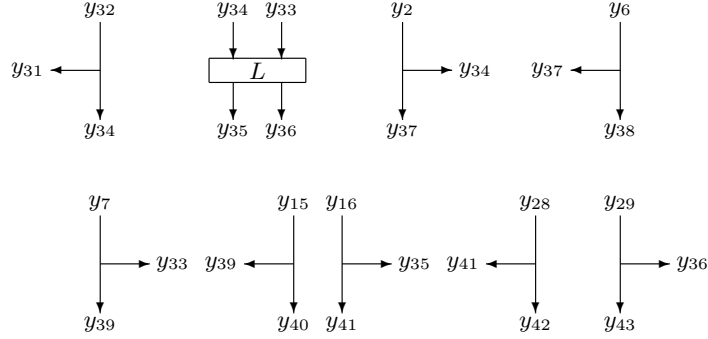 y32 y34 y33 y2 y6
y31 L y34 y37
y34 y35 y36 y37 y38
y7 y15 y16 y28 y29
y33 y39 y35 y41 y36
y39 y40 y41 y42 y43